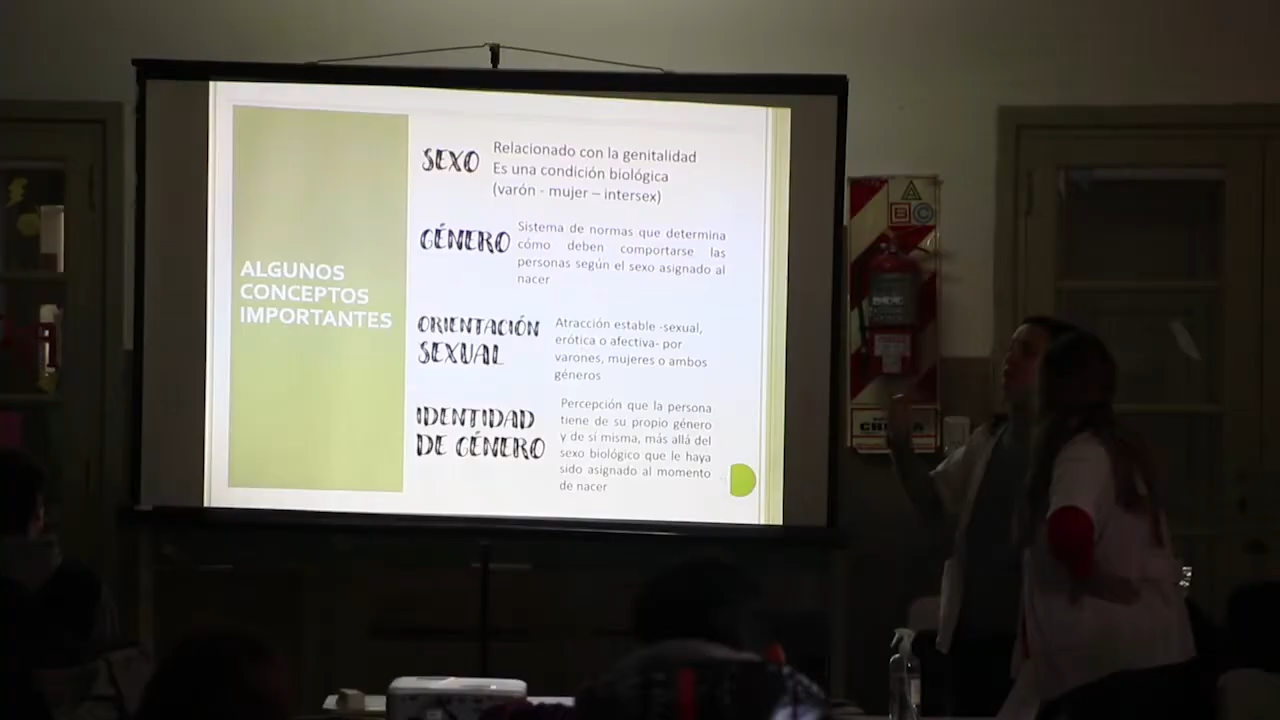 ALGUNOS
CONCEPTOS
IMPORTANTES
SEXO
Relacionado con la genitalidad
Es una condición biológica
(varón - mujer – intersex)
GÉNERO
Sistema de normas que determina
cómo deben comportarse las
personas según el sexo asignado al
nacer
ORIENTACIÓN
SEXUAL
Atracción estable -sexual,
erótica o afectiva- por
varones, mujeres o ambos
géneros
IDENTIDAD
DE GÉNERO
Percepción que la persona
tiene de su propio género
y de sí misma, más allá del
sexo biológico que le haya
sido asignado al momento
de nacer
A
B C